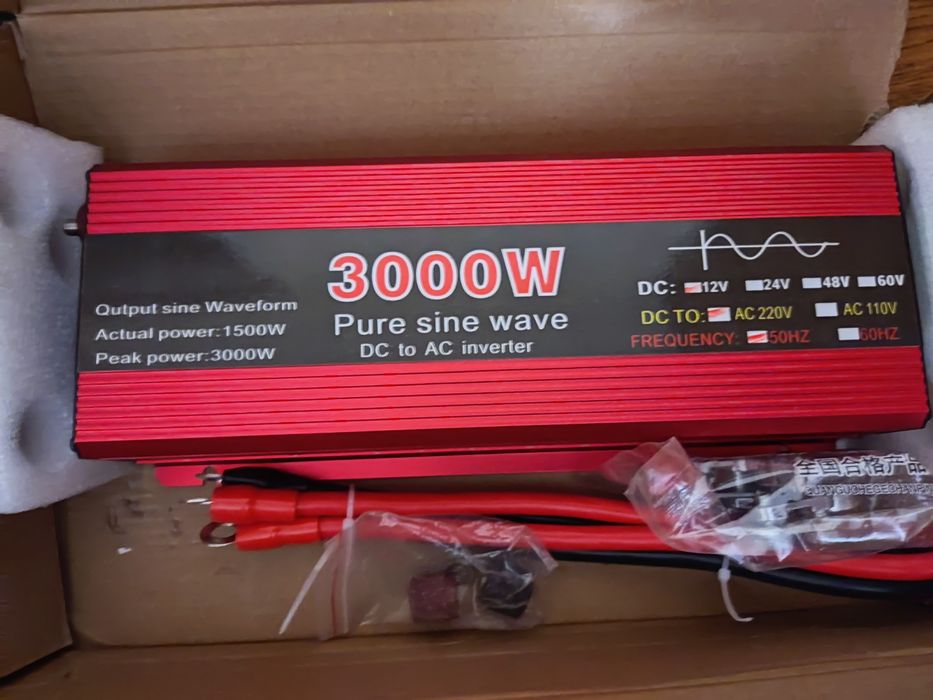 3000W
Pure sine wave
DC to AC inverter
Output sine Waveform
Actual power:1500W
Peak power:3000W
DC: 12V 24V 48V 60V
DC TO: AC 220V AC 110V
FREQUENCY: 50HZ 60HZ
全国合格产品